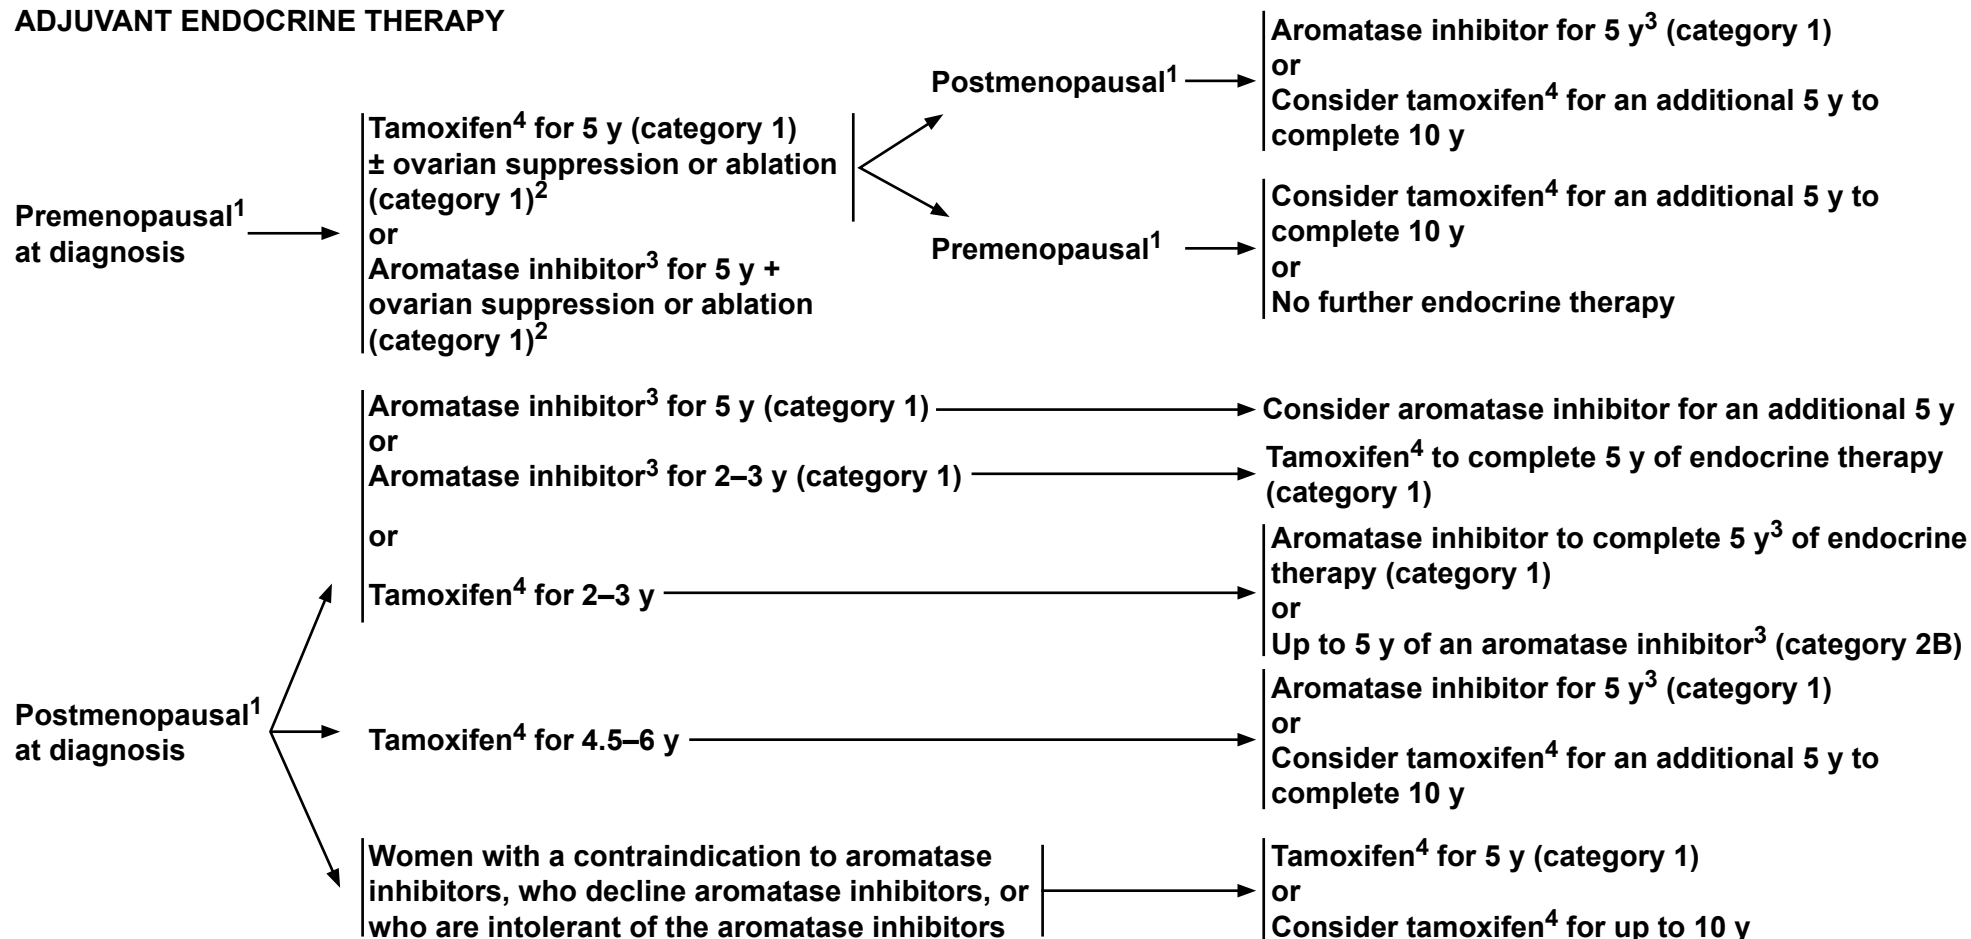 ADJUVANT ENDOCRINE THERAPY
Premenopausal1
at diagnosis
Tamoxifen4 for 5 y (category 1)
± ovarian suppression or ablation
(category 1)2
or
Aromatase inhibitor3 for 5 y +
ovarian suppression or ablation
(category 1)2
Postmenopausal1
Aromatase inhibitor for 5 y3 (category 1)
or
Consider tamoxifen4 for an additional 5 y to
complete 10 y
Premenopausal1
Consider tamoxifen4 for an additional 5 y to
complete 10 y
or
No further endocrine therapy
Postmenopausal1
at diagnosis
Aromatase inhibitor3 for 5 y (category 1)
Consider aromatase inhibitor for an additional 5 y
or
Aromatase inhibitor3 for 2–3 y (category 1)
Tamoxifen4 to complete 5 y of endocrine therapy
(category 1)
or
Tamoxifen4 for 2–3 y
Aromatase inhibitor to complete 5 y3 of endocrine
therapy (category 1)
or
Up to 5 y of an aromatase inhibitor3 (category 2B)
Tamoxifen4 for 4.5–6 y
Aromatase inhibitor for 5 y3 (category 1)
or
Consider tamoxifen4 for an additional 5 y to
complete 10 y
Women with a contraindication to aromatase
inhibitors, who decline aromatase inhibitors, or
who are intolerant of the aromatase inhibitors
Tamoxifen4 for 5 y (category 1)
or
Consider tamoxifen4 for up to 10 y